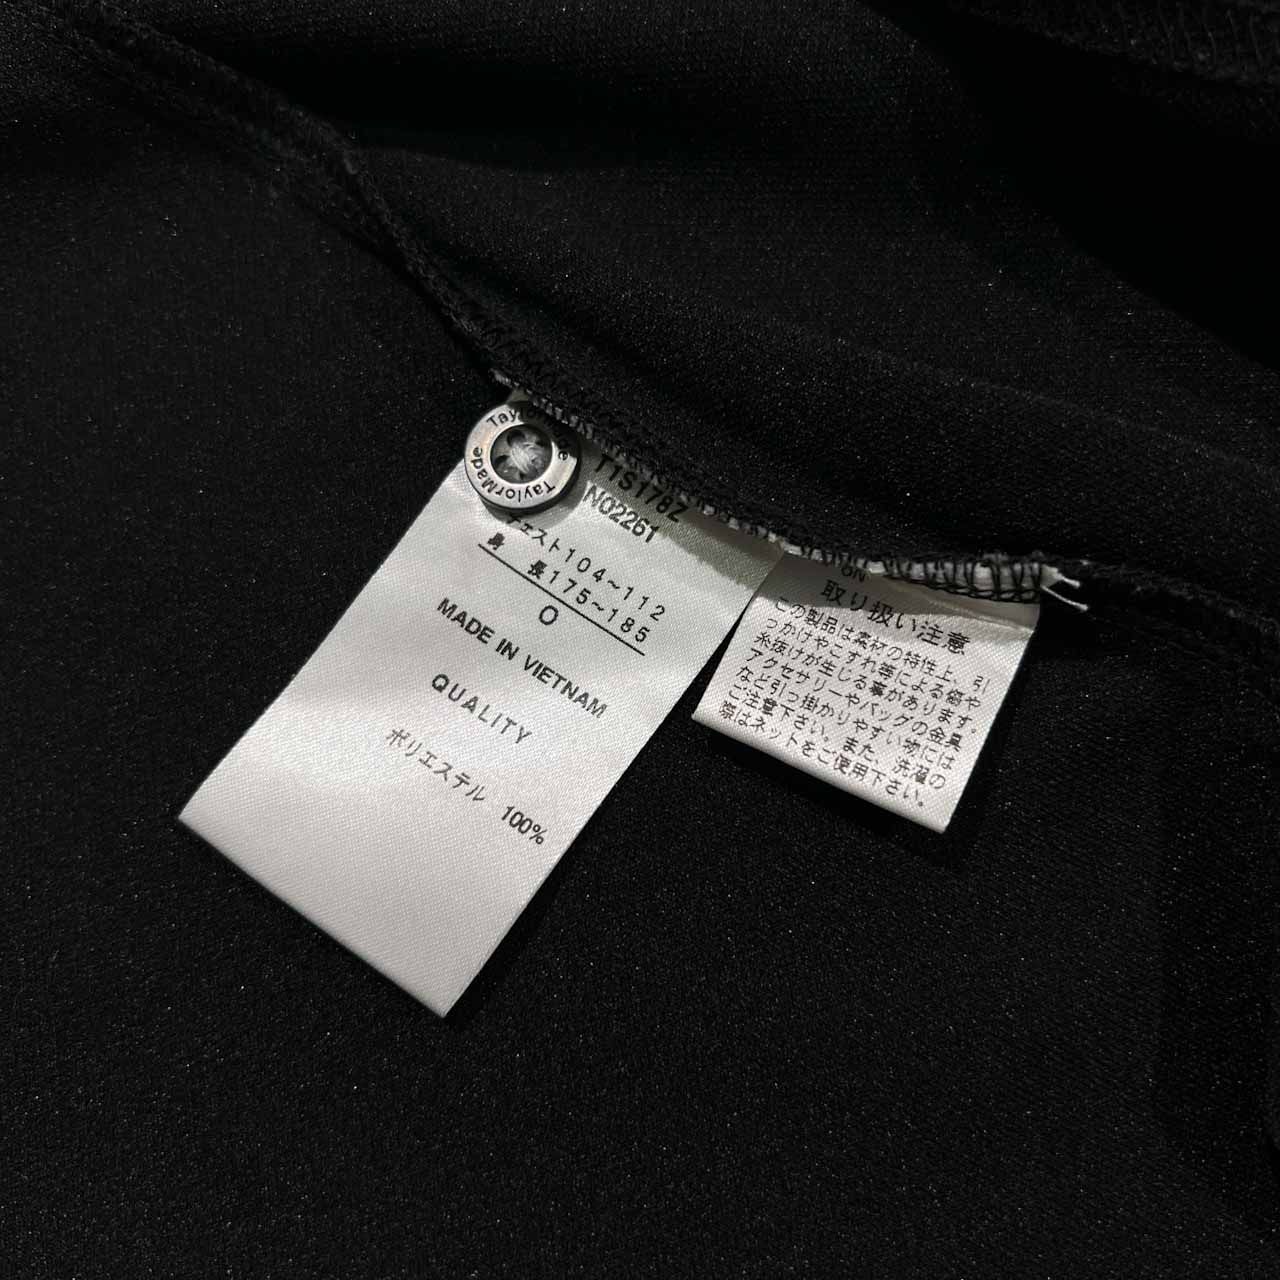 TaylorMade
TaylorMade
T1S178Z
N02261
チェスト104~112
身 長175~185
O
MADE IN VIETNAM
QUALITY
ポリエステル 100%
取り扱い注意
この製品は素材の特性上、引
っかけやこすれ等による傷や
糸抜けが生じる事があります。
アクセサリーやバッグの金具
など引っ掛かりやすい物には
ご注意下さい。また、洗濯の
際はネットをご使用下さい。